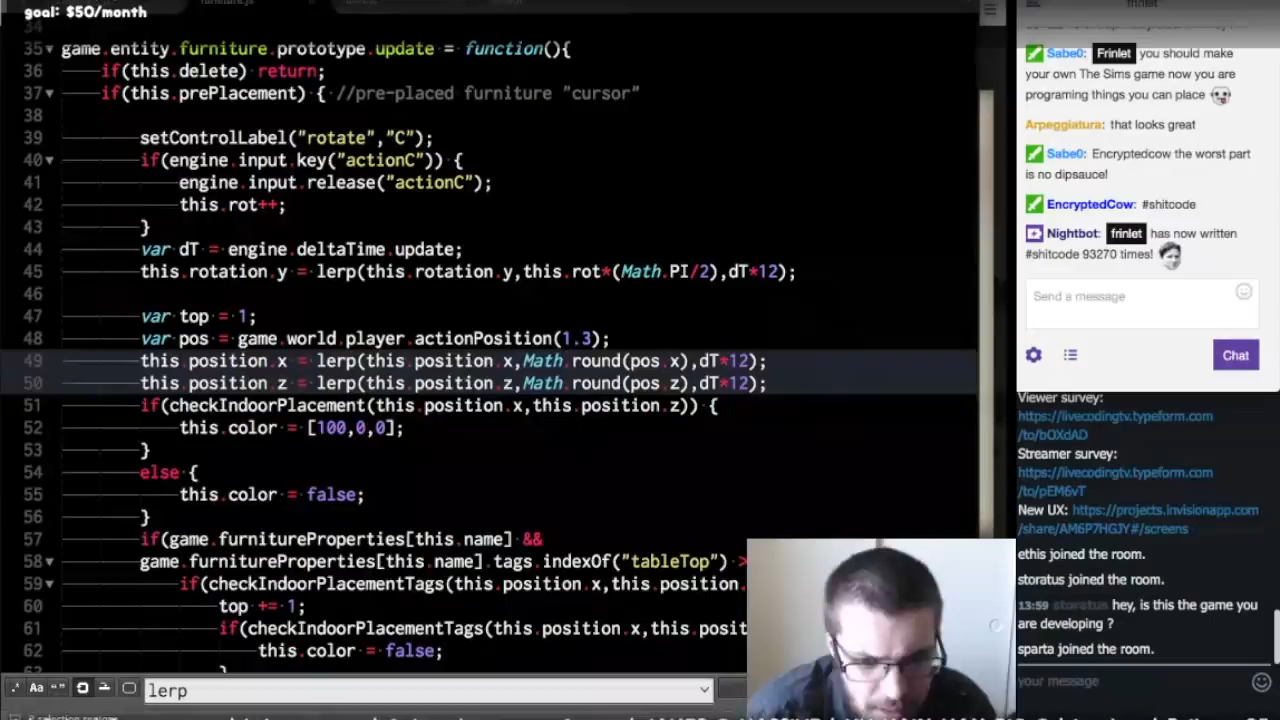 goal: $50/month
furniture.js
34
35 game.entity.furniture.prototype.update = function(){
36 if(this.delete) return;
37 if(this.prePlacement) { //pre-placed furniture "cursor"
38
39 setControlLabel("rotate","C");
40 if(engine.input.key("actionC")) {
41 engine.input.release("actionC");
42 this.rot++;
43 }
44 var dT = engine.deltaTime.update;
45 this.rotation.y = lerp(this.rotation.y,this.rot*(Math.PI/2),dT*12);
46
47 var top = 1;
48 var pos = game.world.player.actionPosition(1.3);
49 this.position.x = lerp(this.position.x,Math.round(pos.x),dT*12);
50 this.position.z = lerp(this.position.z,Math.round(pos.z),dT*12);
51 if(checkIndoorPlacement(this.position.x,this.position.z)) {
52 this.color = [100,0,0];
53 }
54 else {
55 this.color = false;
56 }
57 if(game.furnitureProperties[this.name] &&
58 game.furnitureProperties[this.name].tags.indexOf("tableTop") >
59 if(checkIndoorPlacementTags(this.position.x,this.position.
60 top += 1;
61 if(checkIndoorPlacementTags(this.position.x,this.posit
62 this.color = false;
63 }
Aa
lerp
frinlet
Sabe0: Frinlet you should make
your own The Sims game now you are
programing things you can place
Arpeggiatura: that looks great
Sabe0: Encryptedcow the worst part
is no dipsauce!
EncryptedCow: #shitcode
Nightbot: frinlet has now written
#shitcode 93270 times!
Send a message
Chat
Viewer survey:
https://livecodingtv.typeform.com
/to/bOXdAD
Streamer survey:
https://livecodingtv.typeform.com
/to/pEM6vT
New UX: https://projects.invisionapp.com
/share/AM6P7HGJY#/screens
ethis joined the room.
storatus joined the room.
13:59 storatus hey, is this the game you
are developing ?
sparta joined the room.
your message